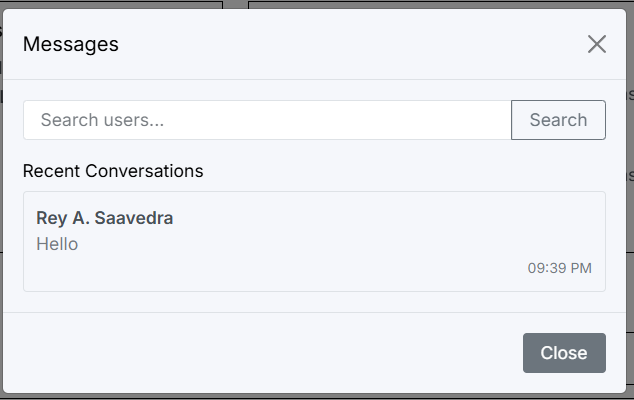 Messages
Search users...
Search
Recent Conversations
Rey A. Saavedra
Hello
09:39 PM
Close